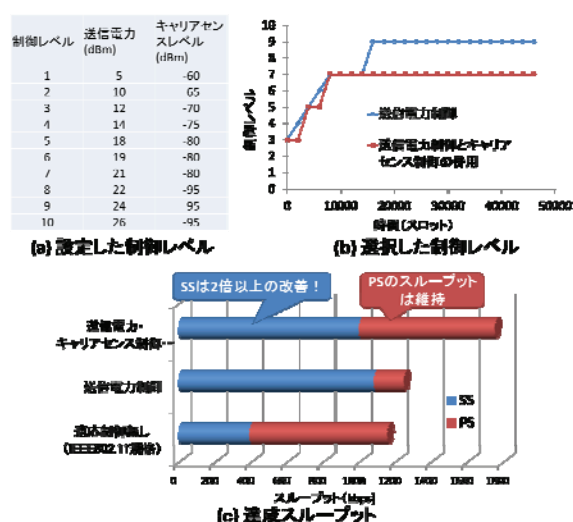 制御レベル 送信電力 (dBm) キャリアセンスレベル (dBm)
1 5 -60
2 10 65
3 12 -70
4 14 -75
5 18 -80
6 19 -80
7 21 -80
8 22 -95
9 24 95
10 26 -95
(a) 設定した制御レベル
制御レベル
10
9
8
7
6
5
4
3
2
1
0
0 10000 20000 30000 40000 50000
時刻(スロット)
送信電力制御
送信電力制御とキャリア
センス制御の併用
(b) 選択した制御レベル
SSは2倍以上の改善!
PSのスループット
は維持
送信電力・
キャリアセンス制御…
送信電力制御
適応制御無し
(IEEE802.11規格)
SS
PS
0 200 400 600 800 1000 1200 1400 1600 1800
スループット(kbps)
(c) 達成スループット